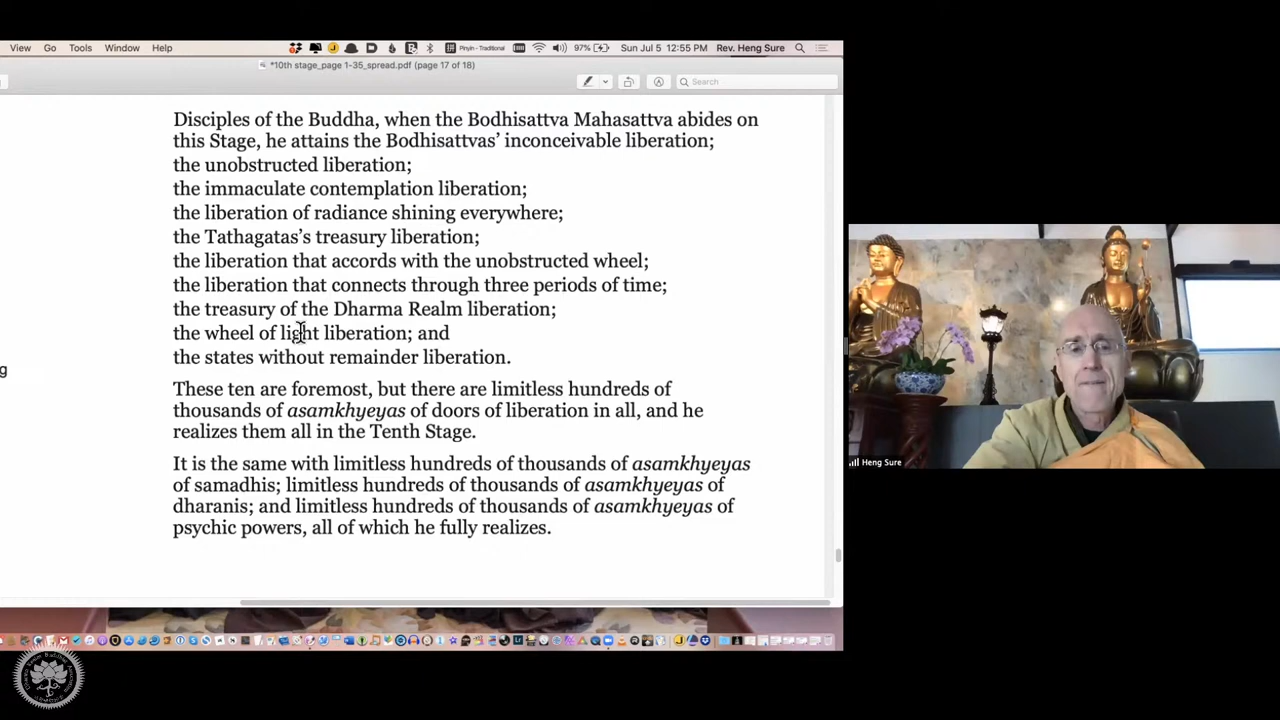 View Go Tools Window Help Pinyin - Traditional 97% Sun Jul 5 12:55 PM Rev. Heng Sure
*10th stage_page 1-35_spread.pdf (page 17 of 18)
Search
Disciples of the Buddha, when the Bodhisattva Mahasattva abides on
this Stage, he attains the Bodhisattvas’ inconceivable liberation;
the unobstructed liberation;
the immaculate contemplation liberation;
the liberation of radiance shining everywhere;
the Tathagatas’s treasury liberation;
the liberation that accords with the unobstructed wheel;
the liberation that connects through three periods of time;
the treasury of the Dharma Realm liberation;
the wheel of light liberation; and
the states without remainder liberation.
g
These ten are foremost, but there are limitless hundreds of
thousands of asamkhyeyas of doors of liberation in all, and he
realizes them all in the Tenth Stage.
It is the same with limitless hundreds of thousands of asamkhyeyas
of samadhis; limitless hundreds of thousands of asamkhyeyas of
dharanis; and limitless hundreds of thousands of asamkhyeyas of
psychic powers, all of which he fully realizes.
Heng Sure